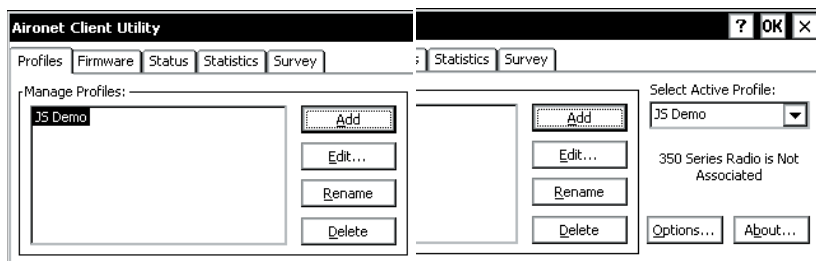 Aironet Client Utility
Profiles Firmware Status Statistics Survey
Manage Profiles:
JS Demo
Add
Edit...
Rename
Delete
? OK ×
s Statistics Survey
Add
Edit...
Rename
Delete
Select Active Profile:
JS Demo
350 Series Radio is Not
Associated
Options... About...